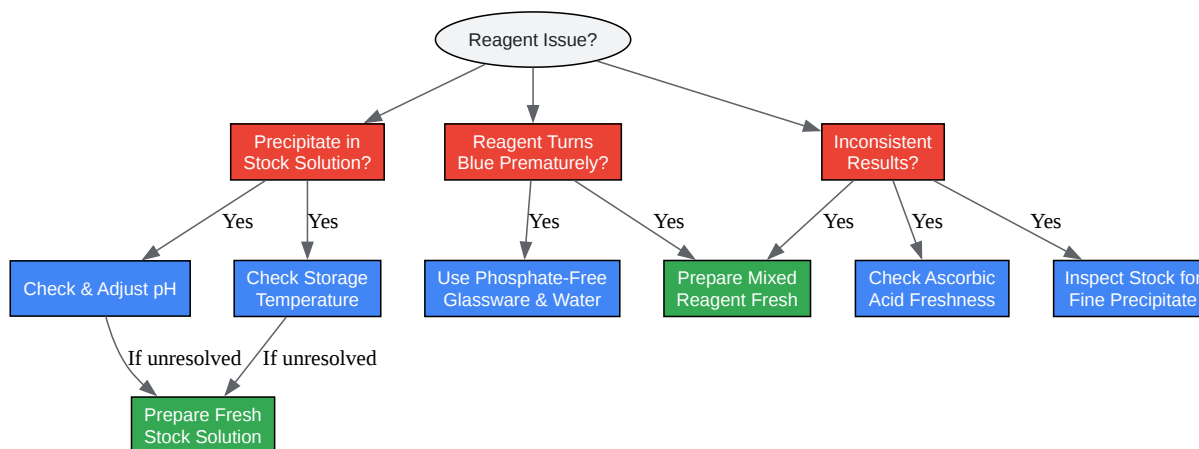 Reagent Issue?
Precipitate in
Stock Solution?
Reagent Turns
Blue Prematurely?
Inconsistent
Results?
Yes
Yes
Yes
Yes
Yes
Yes
Yes
Check & Adjust pH
Check Storage
Temperature
Use Phosphate-Free
Glassware & Water
Prepare Mixed
Reagent Fresh
Check Ascorbic
Acid Freshness
Inspect Stock for
Fine Precipitate
If unresolved
If unresolved
Prepare Fresh
Stock Solution